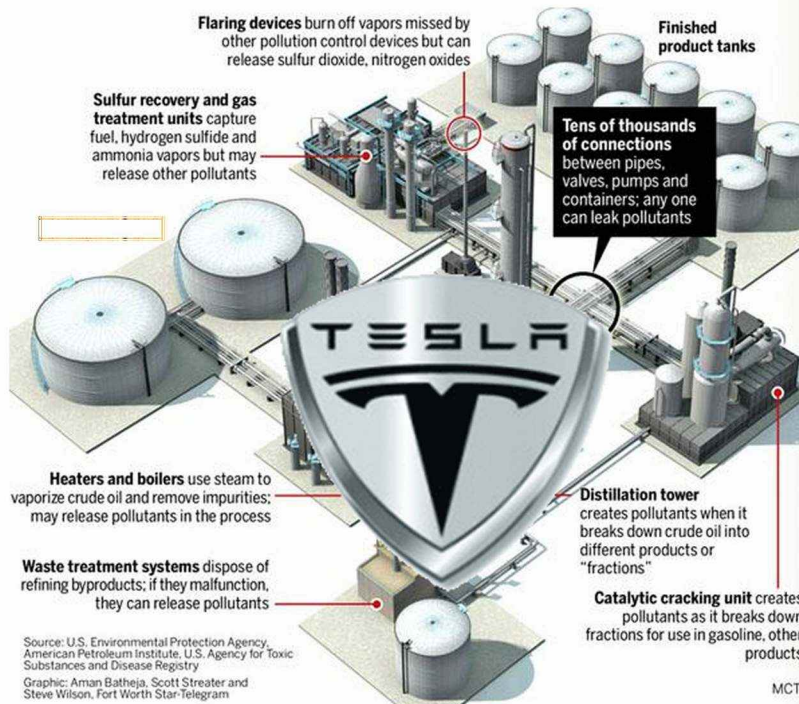 Flaring devices burn off vapors missed by
other pollution control devices but can
release sulfur dioxide, nitrogen oxides
Finished
product tanks
Sulfur recovery and gas
treatment units capture
fuel, hydrogen sulfide and
ammonia vapors but may
release other pollutants
Tens of thousands
of connections
between pipes,
valves, pumps and
containers; any one
can leak pollutants
TESLA
Heaters and boilers use steam to
vaporize crude oil and remove impurities;
may release pollutants in the process
Distillation tower
creates pollutants when it
breaks down crude oil into
different products or
“fractions”
Waste treatment systems dispose of
refining byproducts; if they malfunction,
they can release pollutants
Catalytic cracking unit creates
pollutants as it breaks down
fractions for use in gasoline, other
products
Source: U.S. Environmental Protection Agency,
American Petroleum Institute, U.S. Agency for Toxic
Substances and Disease Registry
Graphic: Aman Batheja, Scott Streater and
Steve Wilson, Fort Worth Star-Telegram
MCT